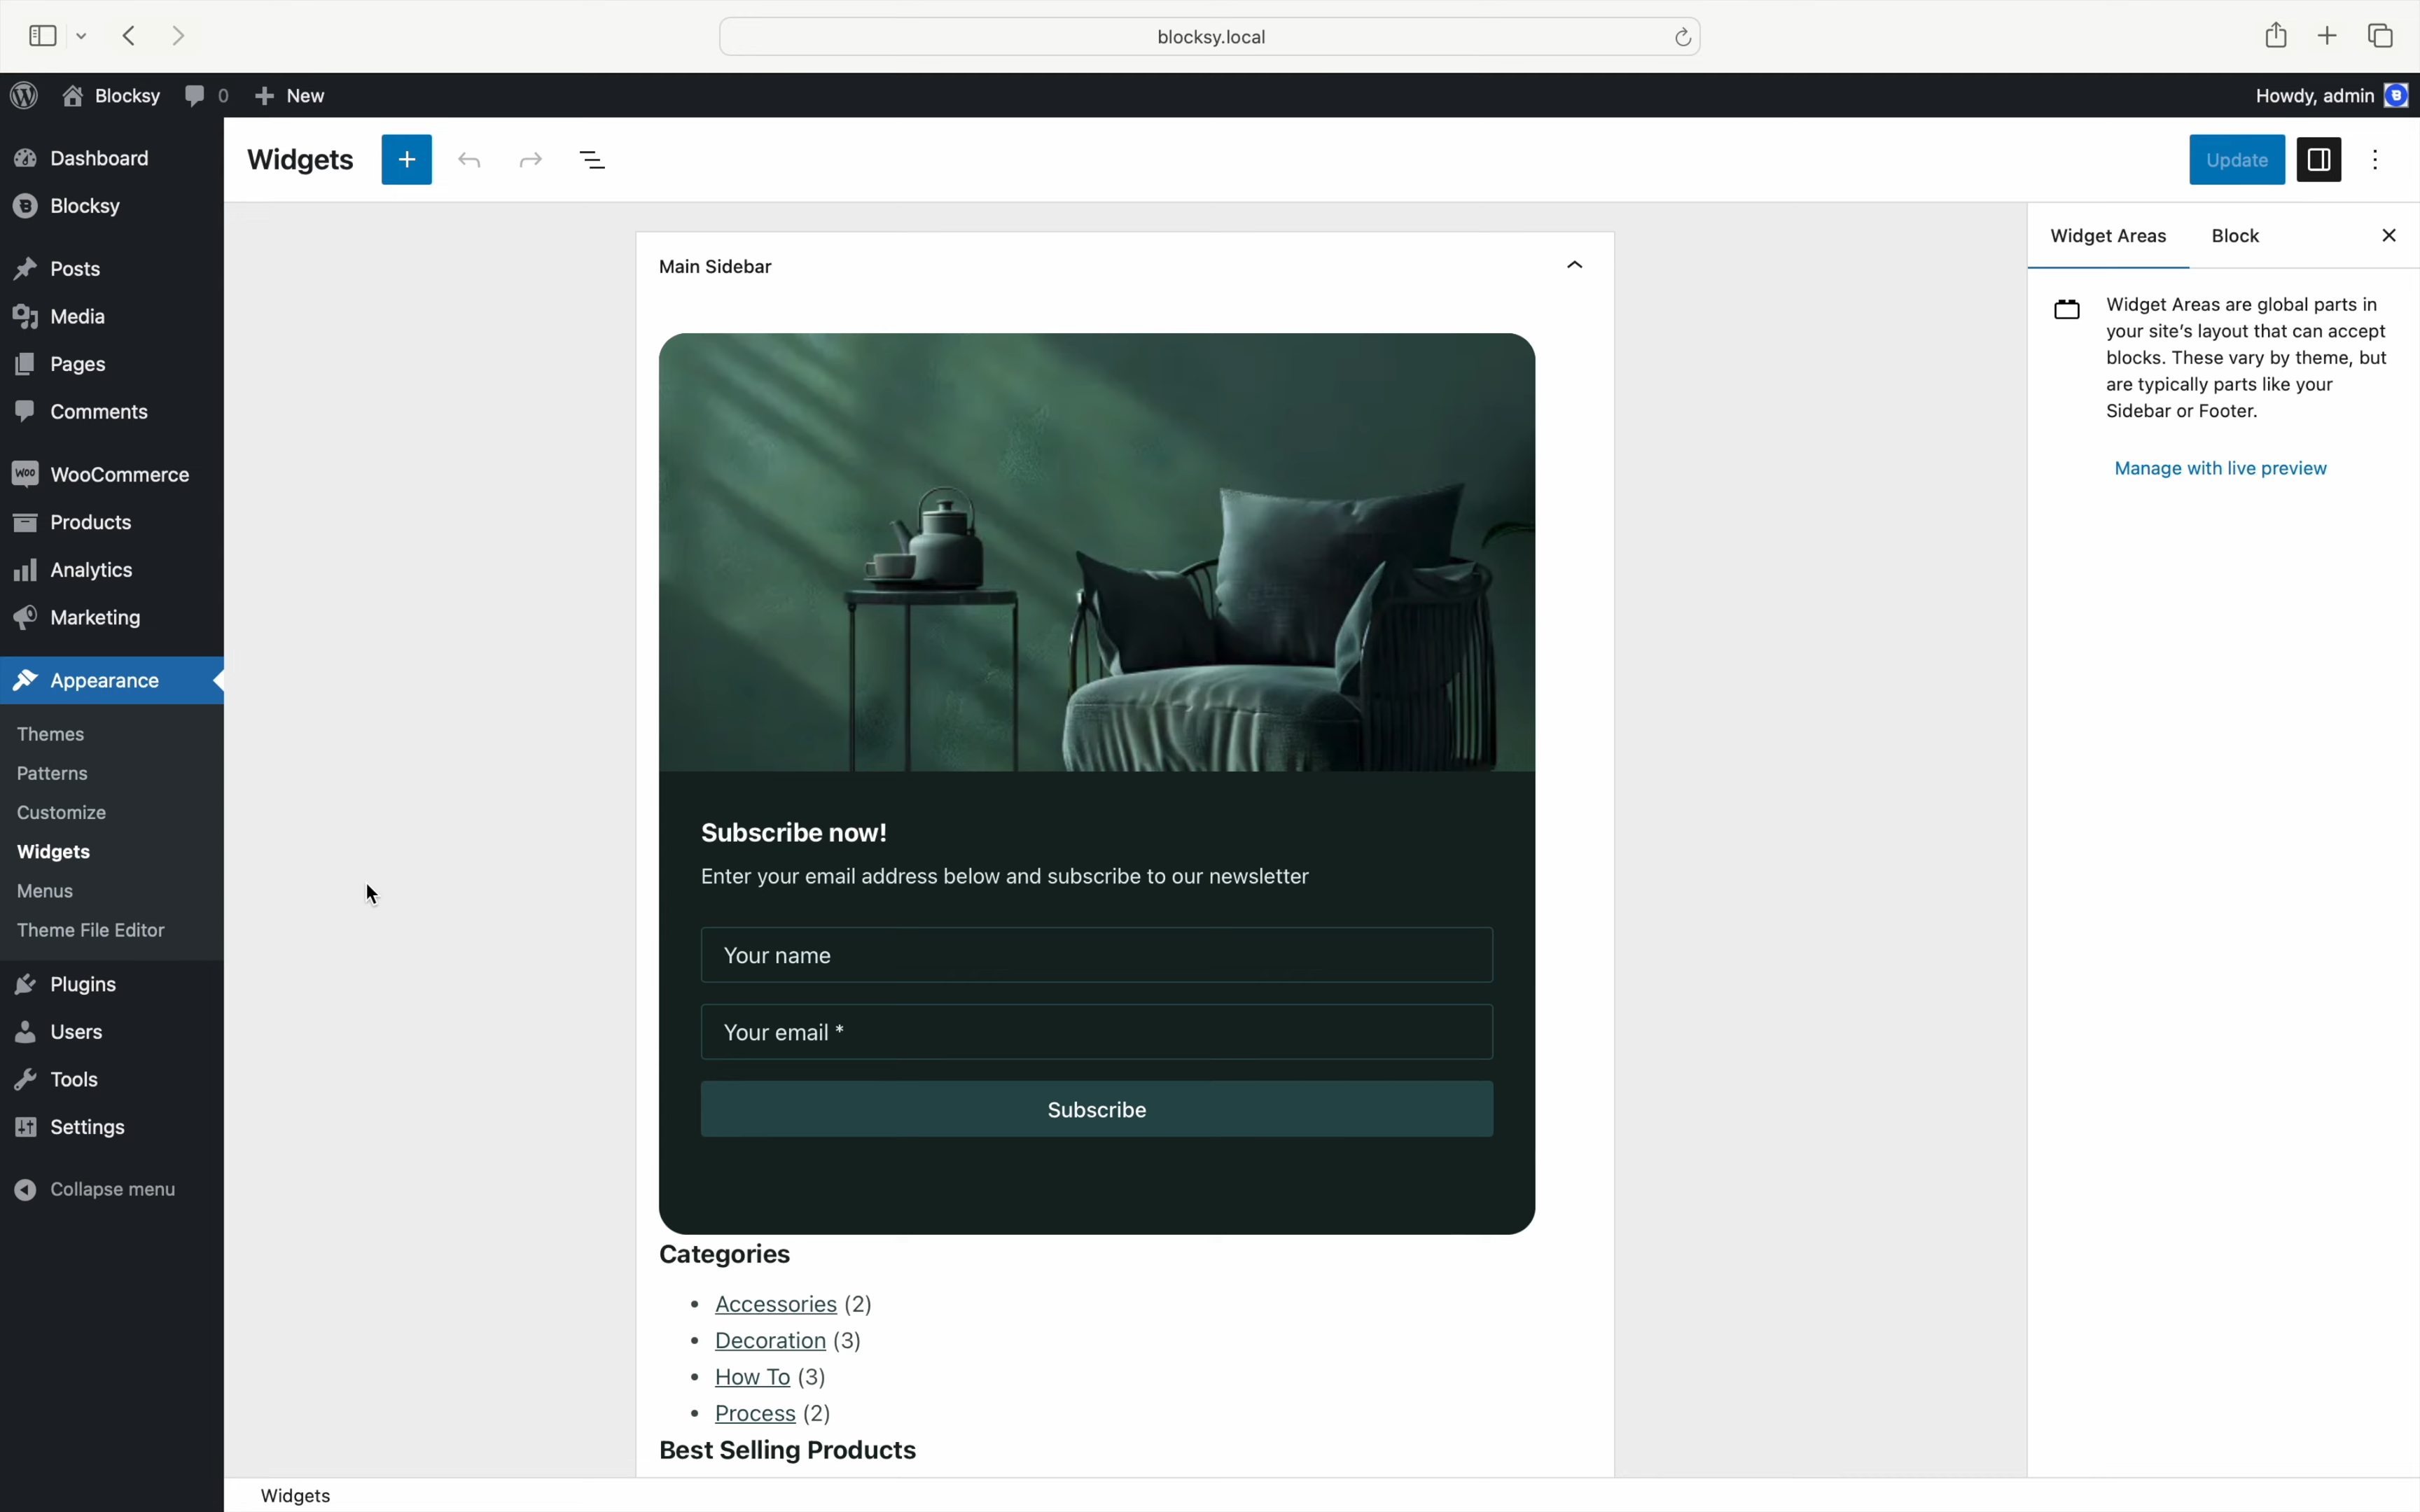 blocksy.local
Blocksy 0 New Howdy, admin
Dashboard
Blocksy
Posts
Media
Pages
Comments
WOO WooCommerce
Products
Analytics
Marketing
Appearance
Themes
Patterns
Customize
Widgets
Menus
Theme File Editor
Plugins
Users
Tools
Settings
Collapse menu
Widgets Update
Main Sidebar
Subscribe now!
Enter your email address below and subscribe to our newsletter
Your name
Your email *
Subscribe
Categories
Accessories (2)
Decoration (3)
How To (3)
Process (2)
Best Selling Products
Widget Areas Block
Widget Areas are global parts in
your site's layout that can accept
blocks. These vary by theme, but
are typically parts like your
Sidebar or Footer.
Manage with live preview
Widgets